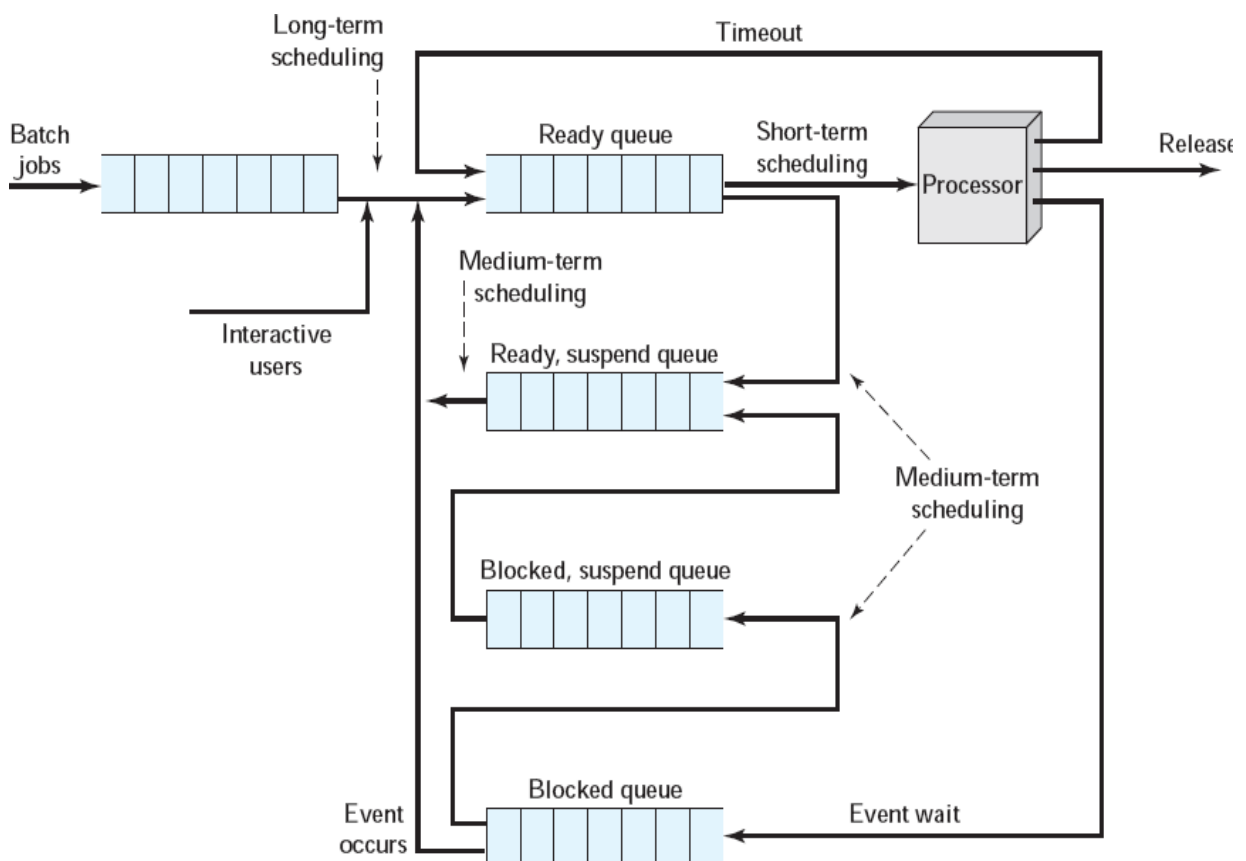 Long-term
scheduling
Timeout
Batch
jobs
Ready queue
Short-term
scheduling
Processor
Release
Medium-term
scheduling
Interactive
users
Ready, suspend queue
Medium-term
scheduling
Blocked, suspend queue
Blocked queue
Event
occurs
Event wait